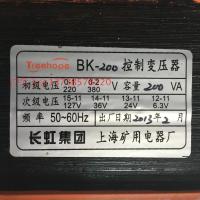 Treehope BK-200 控制变压器
初级电压 0-1 0-2 V 容量 200 VA
220 380
次级电压 15-11 14-11 13-11 12-11
127V 36V 24V 6.3V
频率 50~60Hz 出厂日期 2013年2月
长虹集团 上海矿用电器厂